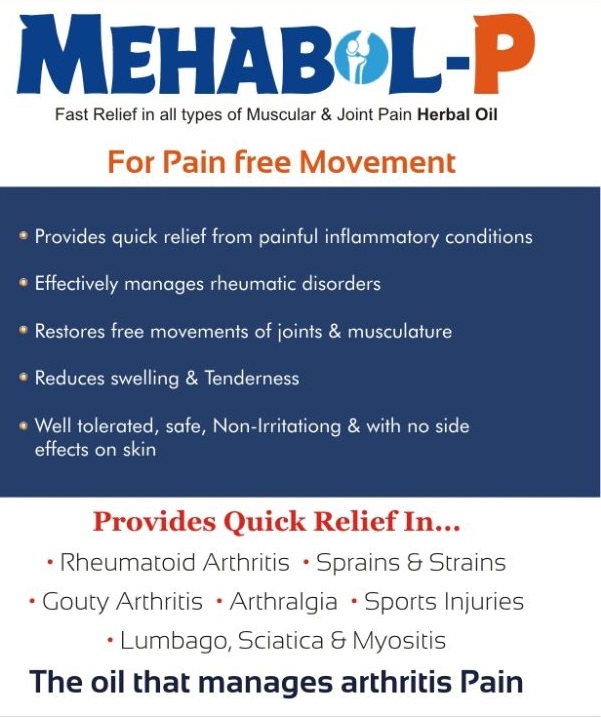 MEHABOL-P
Fast Relief in all types of Muscular & Joint Pain Herbal Oil
For Pain free Movement
• Provides quick relief from painful inflammatory conditions
• Effectively manages rheumatic disorders
• Restores free movements of joints & musculature
• Reduces swelling & Tenderness
• Well tolerated, safe, Non-Irritationg & with no side
effects on skin
Provides Quick Relief In...
• Rheumatoid Arthritis • Sprains & Strains
• Gouty Arthritis • Arthralgia • Sports Injuries
• Lumbago, Sciatica & Myositis
The oil that manages arthritis Pain